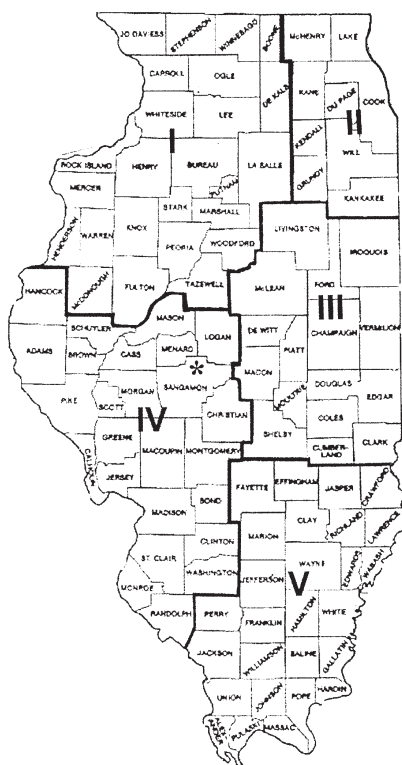 JO DAVIESS
STEPHENSON
WINNEBAGO
BOONE
McHENRY
LAKE
CARROLL
OGLE
DE KALB
KANE
DU PAGE
COOK
WHITESIDE
LEE
KENDALL
II
WILL
I
ROCK ISLAND
HENRY
BUREAU
LA SALLE
GRUNDY
MERCER
PUTNAM
KANKAKEE
STARK
MARSHALL
HENDERSON
WARREN
KNOX
PEORIA
WOODFORD
LIVINGSTON
IROQUOIS
HANCOCK
McDONOUGH
FULTON
TAZEWELL
McLEAN
FORD
III
SCHUYLER
MASON
LOGAN
DE WITT
CHAMPAIGN
VERMILION
ADAMS
BROWN
CASS
MENARD
*
PIATT
MACON
PIKE
MORGAN
SANGAMON
SCOTT
DOUGLAS
EDGAR
MOULTRIE
IV
CHRISTIAN
COLES
GREENE
SHELBY
CUMBER-
LAND
CLARK
CALHOUN
MACOUPIN
MONTGOMERY
JERSEY
FAYETTE
EFFINGHAM
JASPER
CRAWFORD
BOND
MADISON
CLAY
RICHLAND
LAWRENCE
CLINTON
MARION
ST. CLAIR
WAYNE
EDWARDS
WABASH
WASHINGTON
JEFFERSON
V
MONROE
RANDOLPH
PERRY
HAMILTON
WHITE
FRANKLIN
JACKSON
WILLIAMSON
SALINE
GALLATIN
UNION
JOHNSON
POPE
HARDIN
ALEX-
ANDER
PULASKI
MASSAC